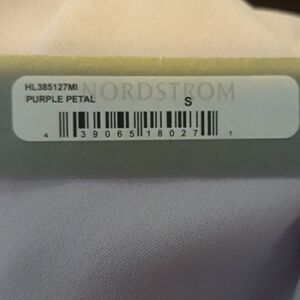 HL385127MI
NORDSTROM
PURPLE PETAL
S
4 39065 18027 1